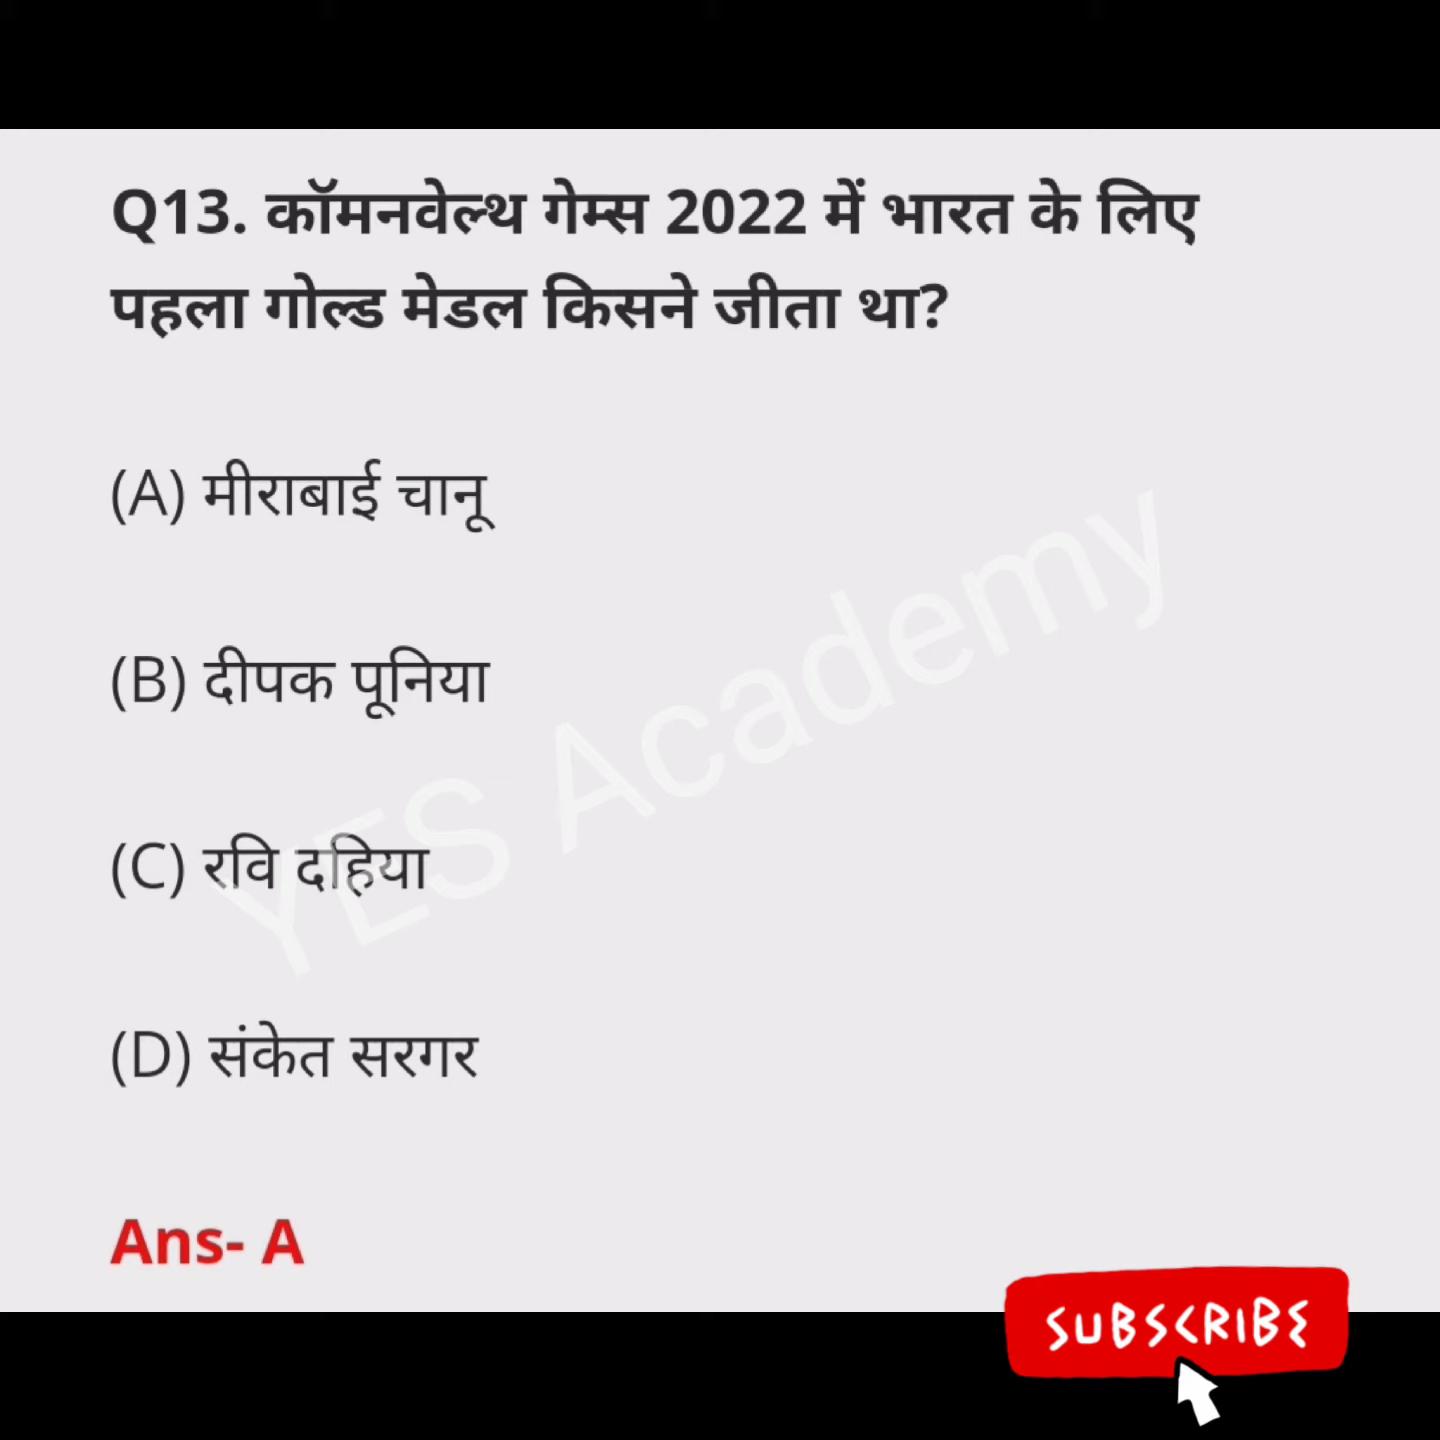 Q13. कॉमनवेल्थ गेम्स 2022 में भारत के लिए
पहला गोल्ड मेडल किसने जीता था?
(A) मीराबाई चानू
(B) दीपक पूनिया
(C) रवि दहिया
(D) संकेत सरगर
Ans- A
YES Academy
SUBSCRIBE